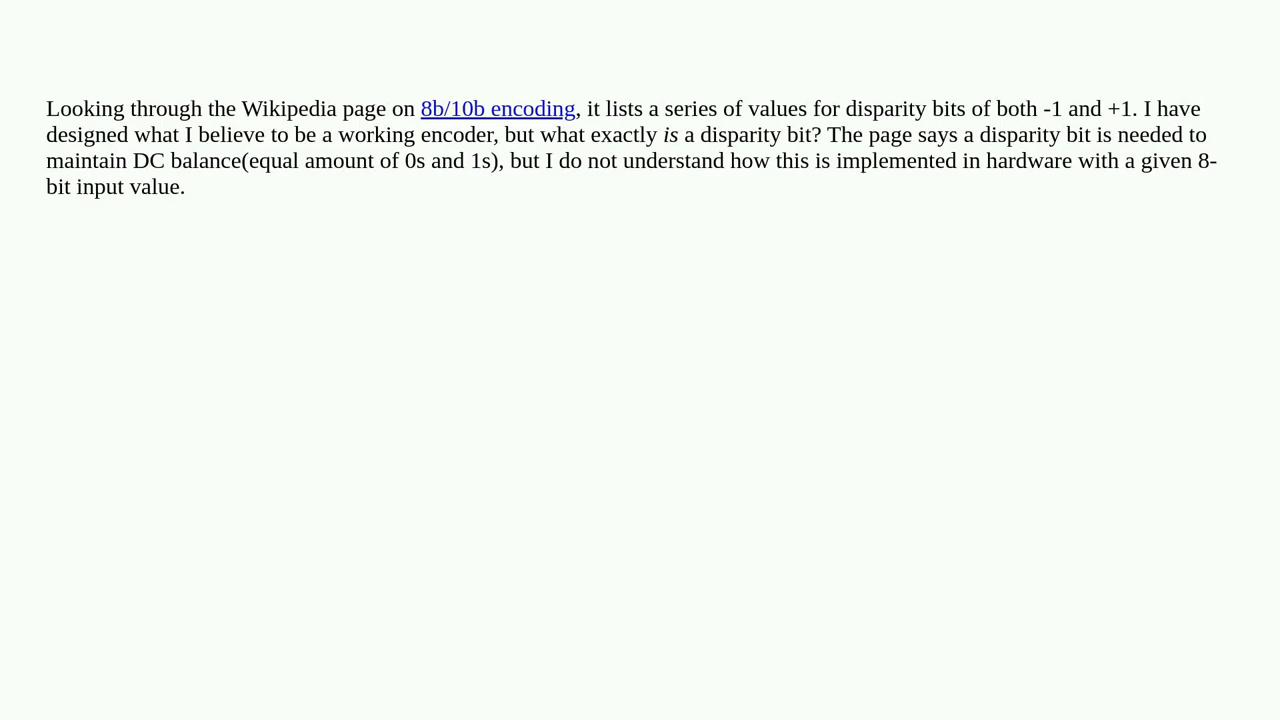 Looking through the Wikipedia page on 8b/10b encoding, it lists a series of values for disparity bits of both -1 and +1. I have
designed what I believe to be a working encoder, but what exactly is a disparity bit? The page says a disparity bit is needed to
maintain DC balance(equal amount of 0s and 1s), but I do not understand how this is implemented in hardware with a given 8-
bit input value.